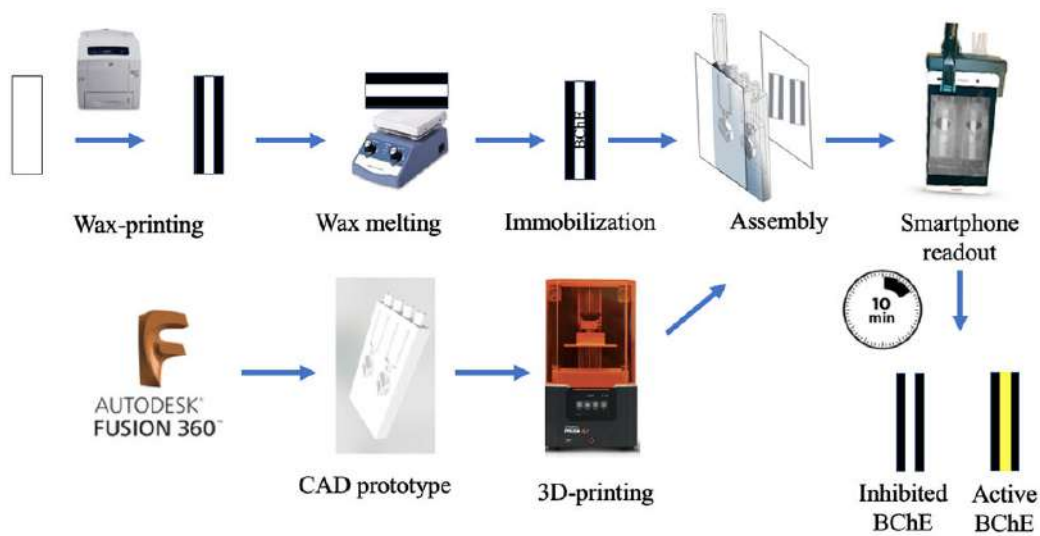 BChE
Wax-printing
Wax melting
Immobilization
Assembly
Smartphone
readout
10
min
AUTODESK®
FUSION 360™
CAD prototype
3D-printing
Inhibited
BChE
Active
BChE